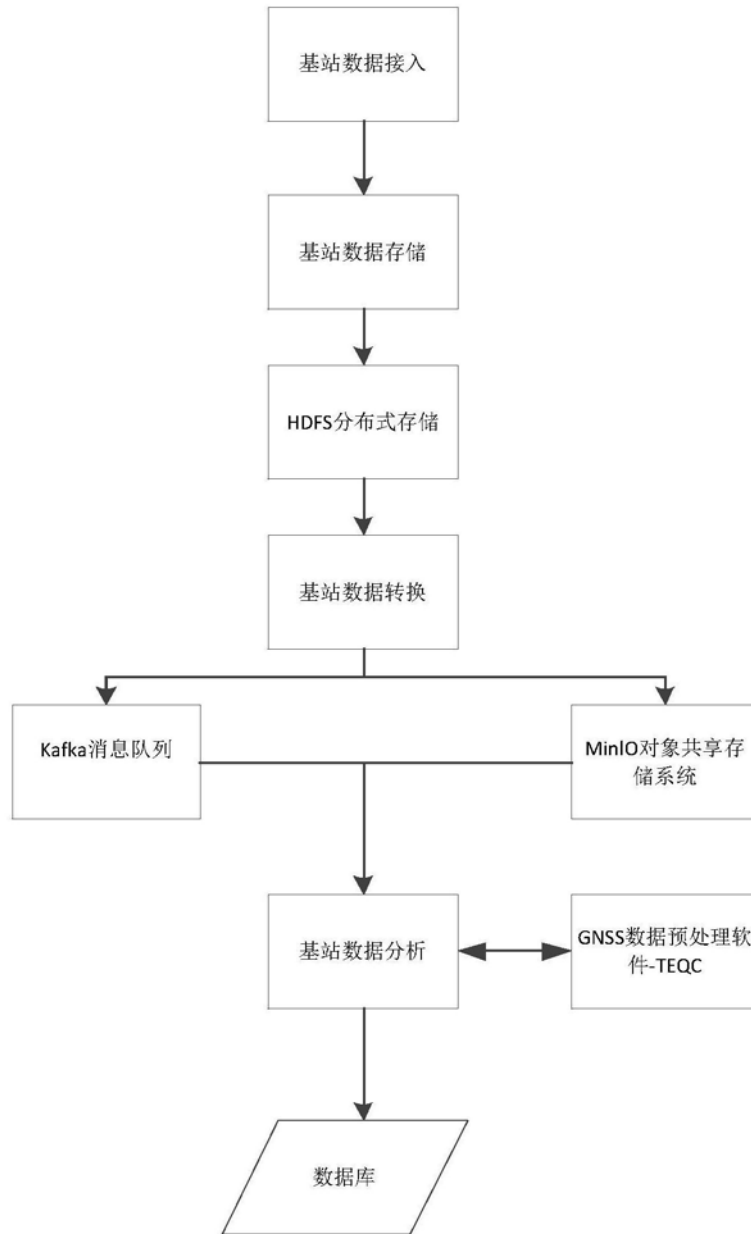 基站数据接入
基站数据存储
HDFS分布式存储
基站数据转换
Kafka消息队列
MinIO对象共享存
储系统
基站数据分析
GNSS数据预处理软
件-TEQC
数据库